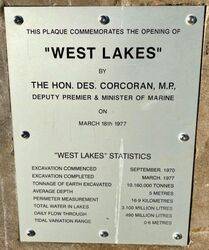 THIS PLAQUE COMMEMORATES THE OPENING OF
"WEST LAKES"
BY
THE HON. DES. CORCORAN, M.P.,
DEPUTY PREMIER & MINISTER OF MARINE
ON
MARCH 18th 1977
"WEST LAKES" STATISTICS
EXCAVATION COMMENCED SEPTEMBER, 1970
EXCAVATION COMPLETED MARCH, 1977
TONNAGE OF EARTH EXCAVATED 10,160,000 TONNES
AVERAGE DEPTH 5 METRES
PERIMETER MEASUREMENT 16·9 KILOMETRES
TOTAL WATER IN LAKES 3,100 MILLION LITRES
DAILY FLOW THROUGH 490 MILLION LITRES
TIDAL VARIATION RANGE 0·6 METRES